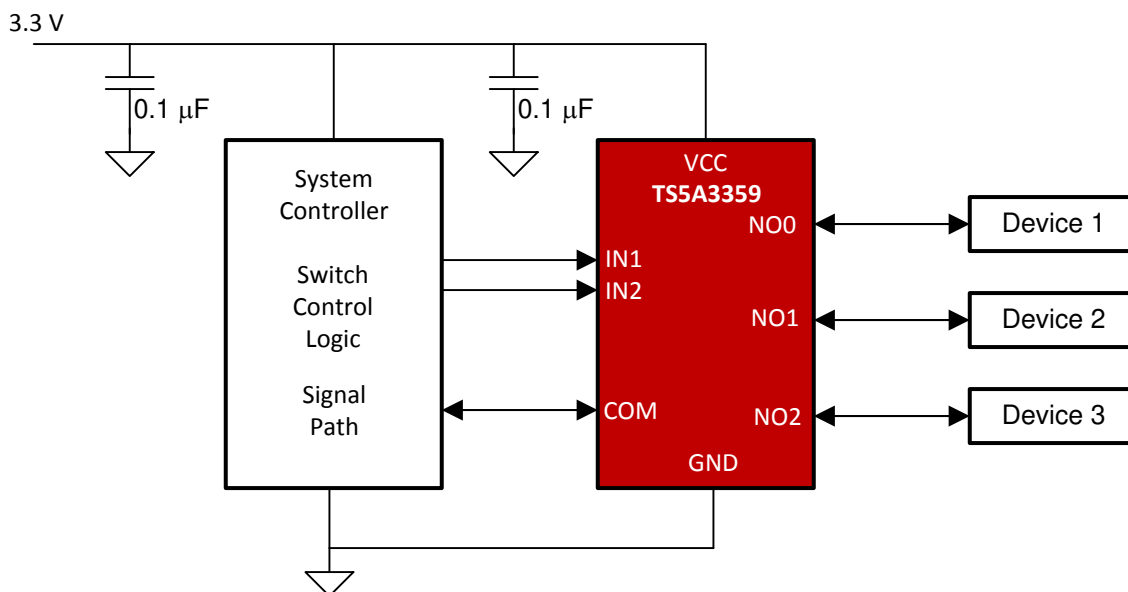 3.3 V
0.1 μF
0.1 μF
System
Controller
Switch
Control
Logic
Signal
Path
VCC
TS5A3359
NO0
IN1
IN2
NO1
COM
NO2
GND
Device 1
Device 2
Device 3